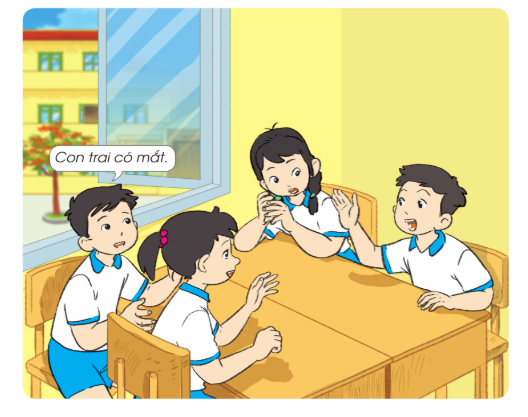 Con trai có mắt.